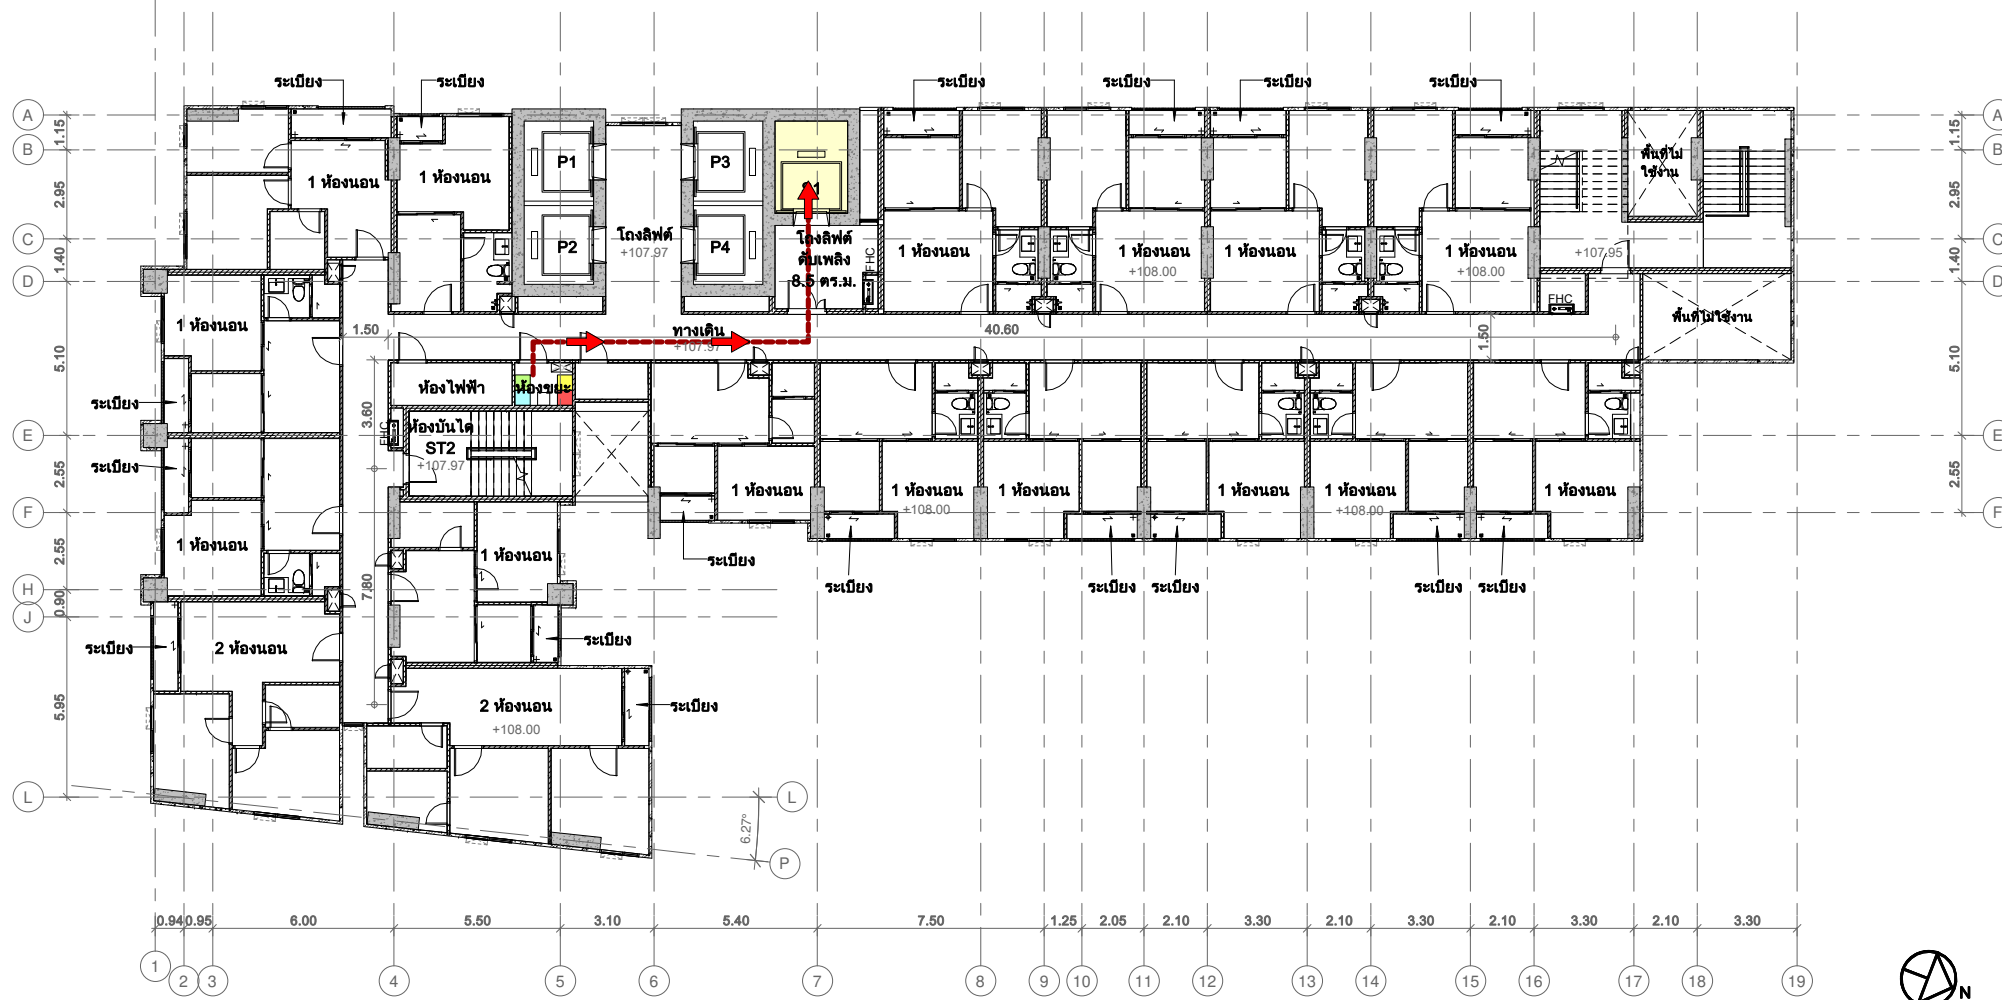 ระเบียง
ระเบียง
ระเบียง
ระเบียง
ระเบียง
ระเบียง
A
A
B
B
C
C
D
D
E
E
F
F
H
J
L
L
P
1.15
2.95
1.40
5.10
2.55
2.55
0.90
5.95
1.15
2.95
1.40
5.10
2.55
1 ห้องนอน
1 ห้องนอน
P1
P2
P3
P4
โถงลิฟต์
+107.97
โถงลิฟต์
ดับเพลิง
8.5 ตร.ม.
FHC
1 ห้องนอน
1 ห้องนอน
+108.00
1 ห้องนอน
1 ห้องนอน
+108.00
พื้นที่ไม่
ใช้งาน
+107.95
FHC
พื้นที่ไม่ใช้งาน
1.50
ทางเดิน
+107.97
40.60
1.50
1 ห้องนอน
ระเบียง
ระเบียง
1 ห้องนอน
ห้องไฟฟ้า
ห้องขยะ
3.60
FHC
ห้องบันได
ST2
+107.97
1 ห้องนอน
1 ห้องนอน
+108.00
1 ห้องนอน
1 ห้องนอน
1 ห้องนอน
+108.00
1 ห้องนอน
ระเบียง
ระเบียง
ระเบียง
ระเบียง
ระเบียง
ระเบียง
7.80
1 ห้องนอน
ระเบียง
ระเบียง
2 ห้องนอน
2 ห้องนอน
+108.00
ระเบียง
6.27°
0.94 0.95 6.00 5.50 3.10 5.40 7.50 1.25 2.05 2.10 3.30 2.10 3.30 2.10 3.30 2.10 3.30
1 2 3 4 5 6 7 8 9 10 11 12 13 14 15 16 17 18 19
N